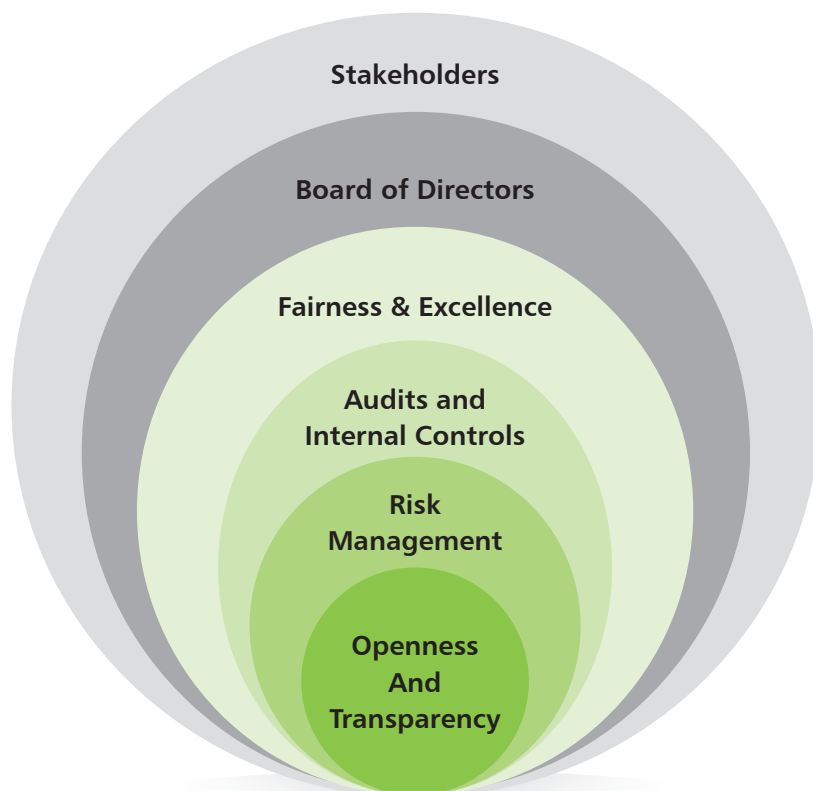 Stakeholders
Board of Directors
Fairness & Excellence
Audits and
Internal Controls
Risk
Management
Openness
And
Transparency